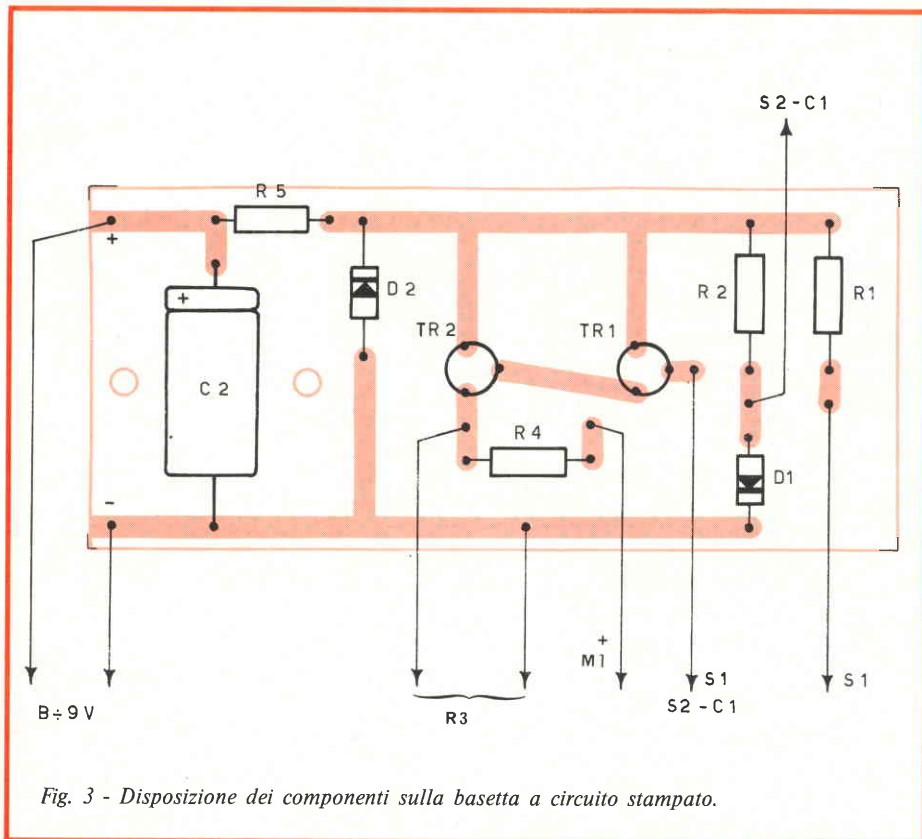 S2-C1
R5
+
D2
R2
R1
+
TR2
TR1
C2
R4
D1
-
+
M1
S1
S1
S2-C1
B÷9V
R3
Fig. 3 - Disposizione dei componenti sulla basetta a circuito stampato.